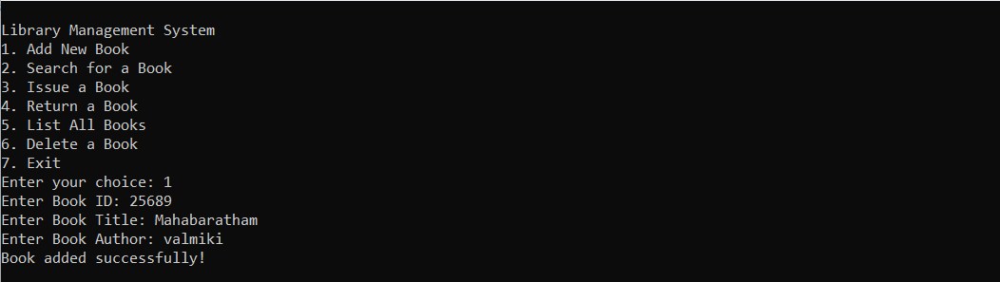 Library Management System
1. Add New Book
2. Search for a Book
3. Issue a Book
4. Return a Book
5. List All Books
6. Delete a Book
7. Exit
Enter your choice: 1
Enter Book ID: 25689
Enter Book Title: Mahabaratham
Enter Book Author: valmiki
Book added successfully!